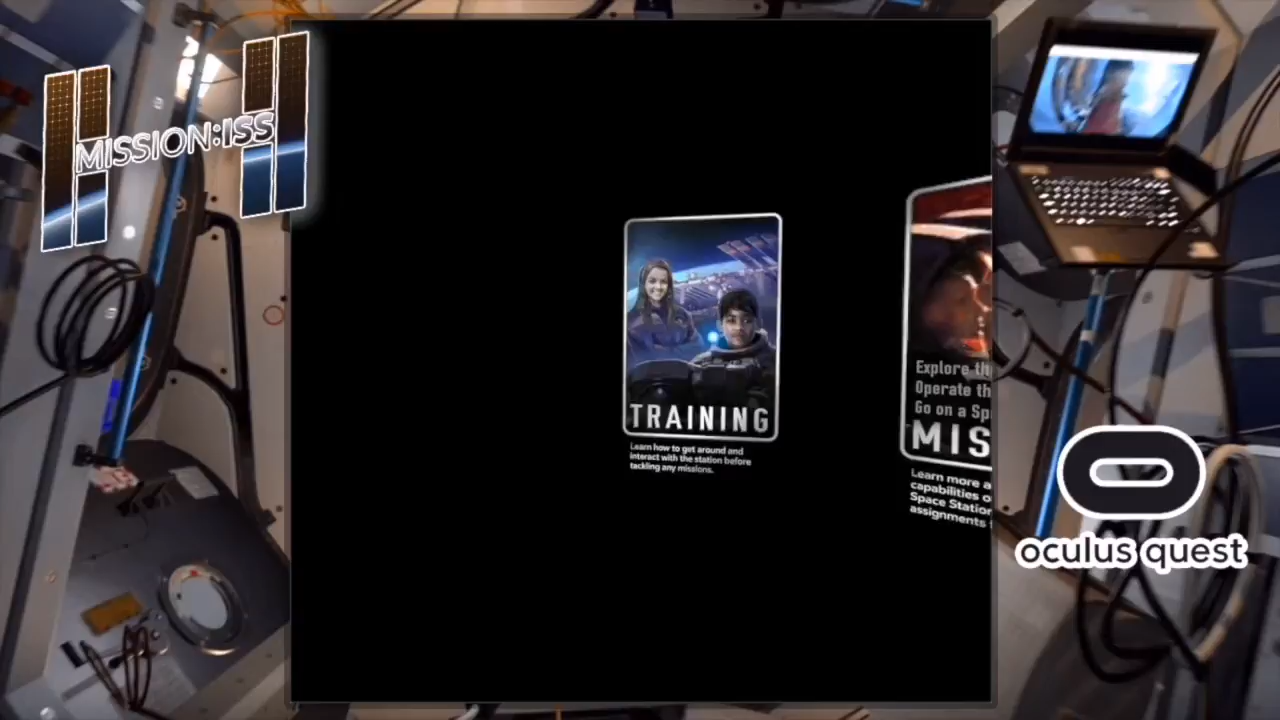 MISSION:ISS
TRAINING
Learn how to get around and
interact with the station before
tackling any missions.
Explore th
Operate th
Go on a Sp
MIS
Learn more a
capabilities o
Space Station
assignments
oculus quest